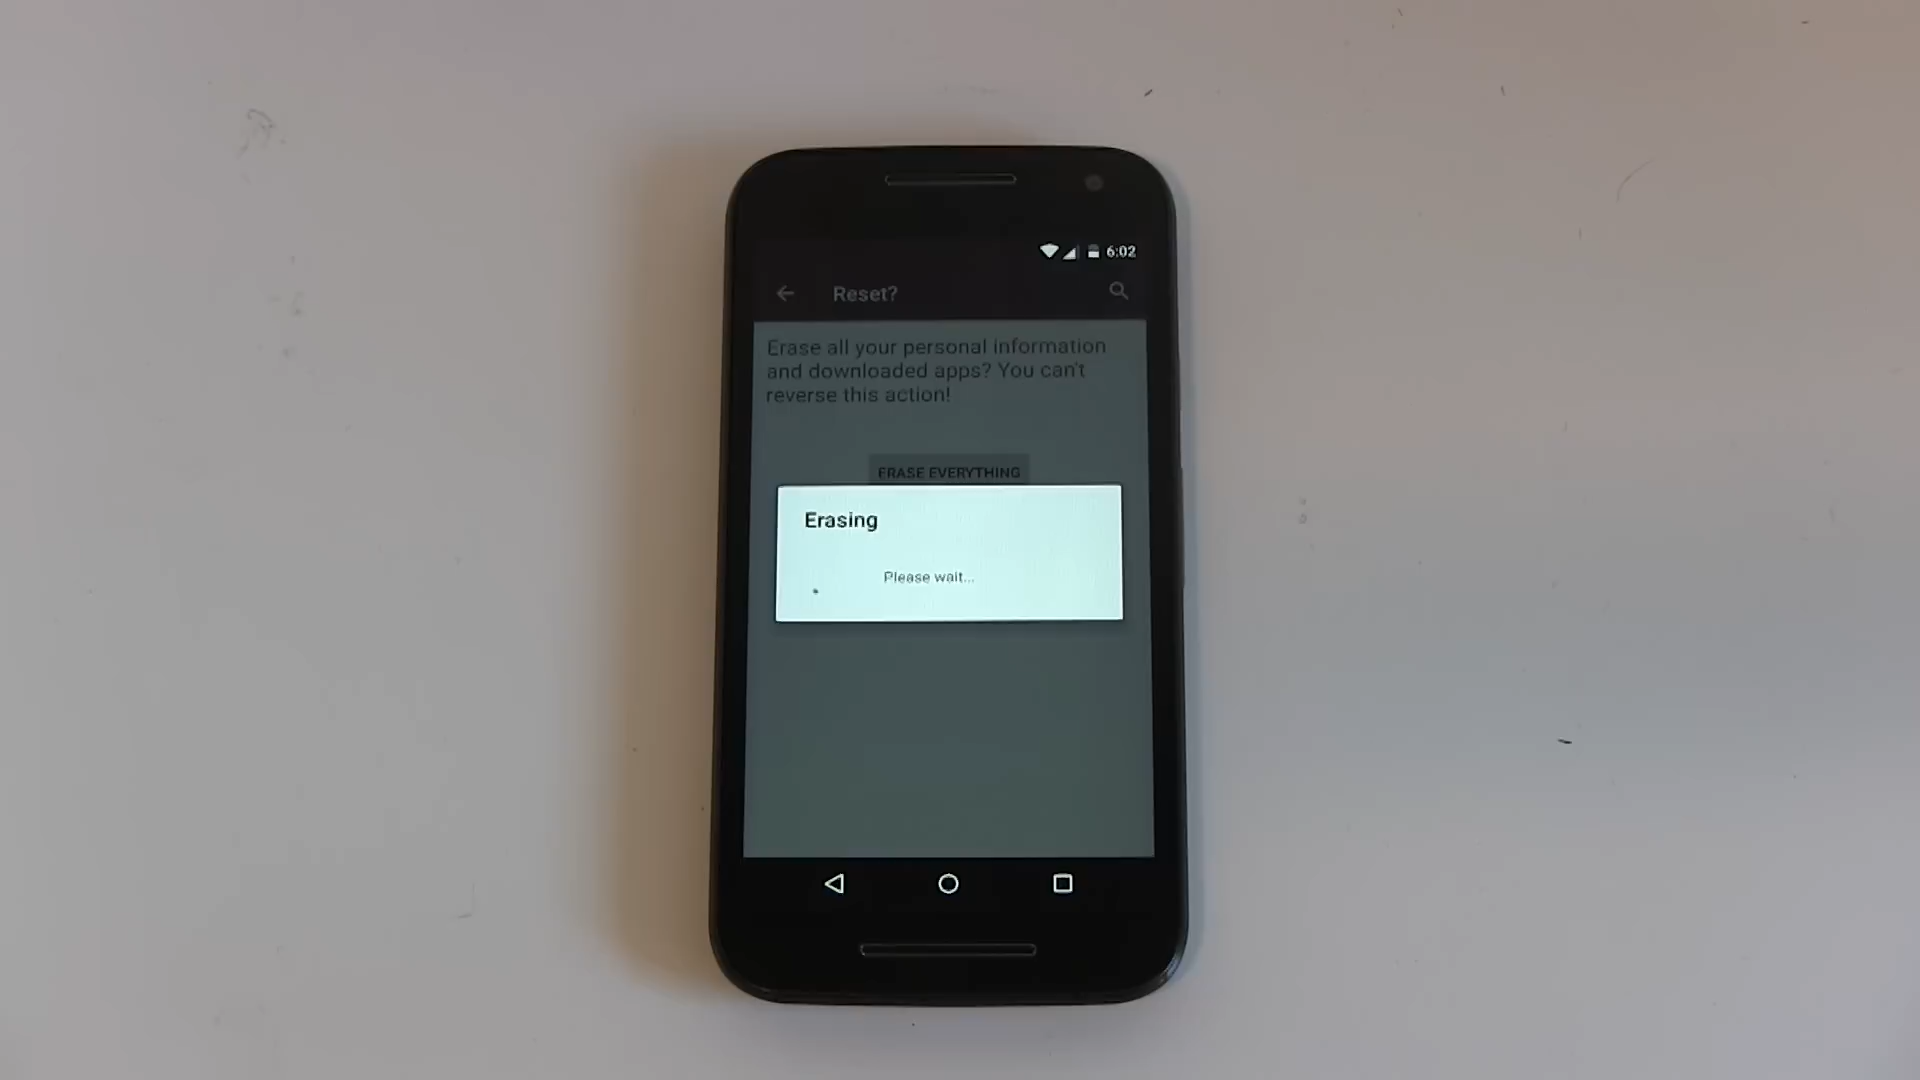 6:02
Reset?
Erase all your personal information
and downloaded apps? You can't
reverse this action!
ERASE EVERYTHING
Erasing
Please wait...